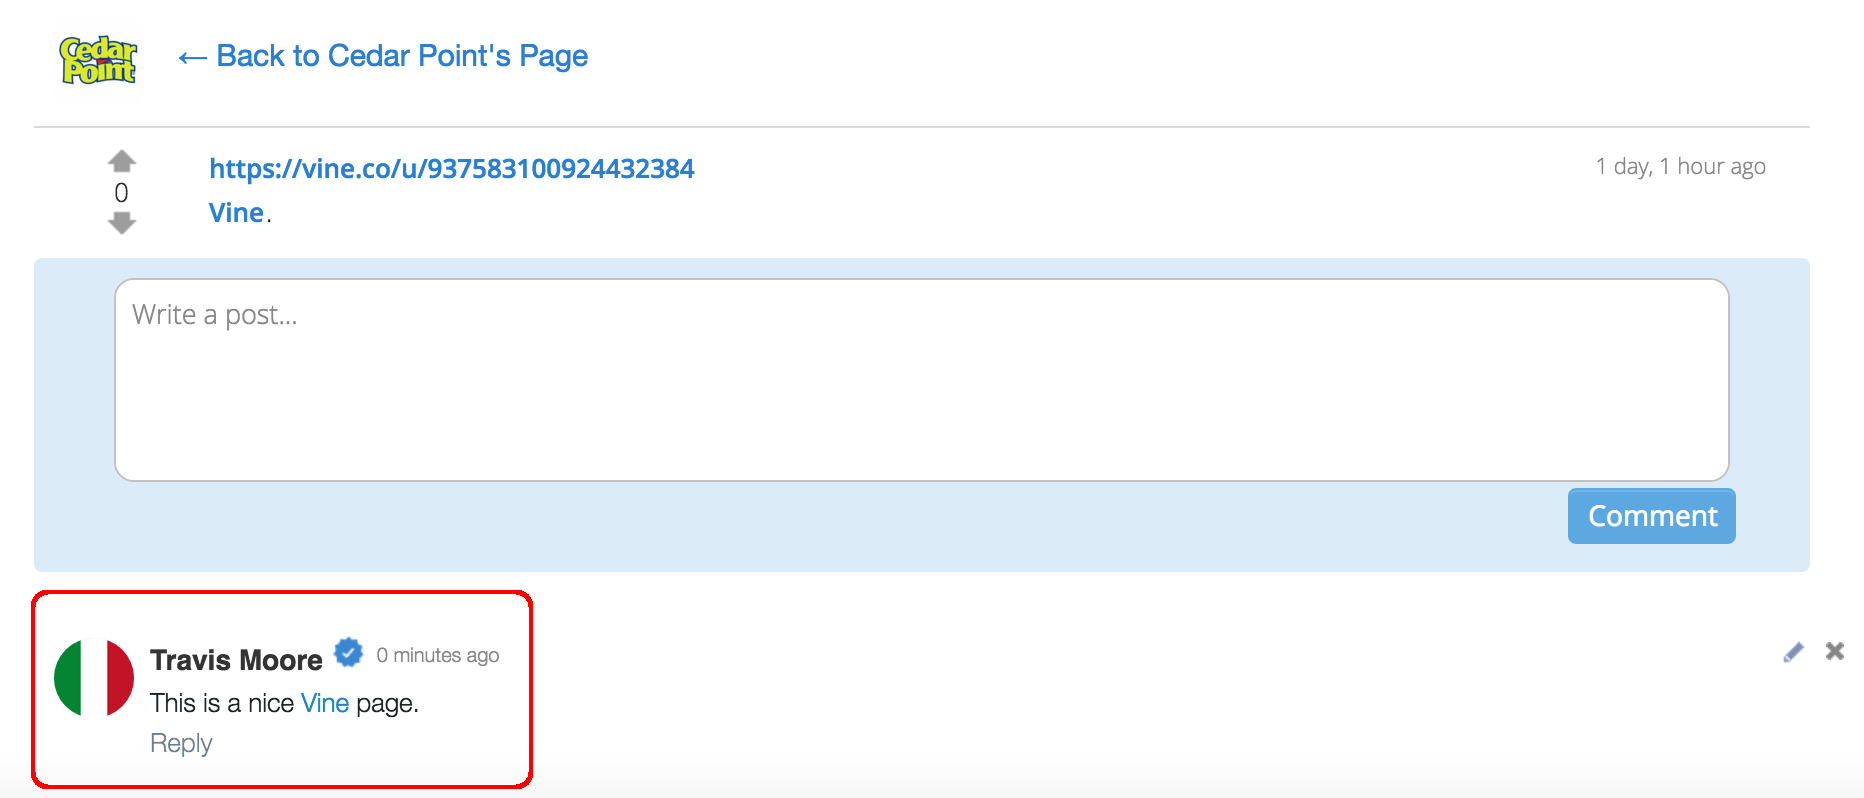 Cedar
Point
← Back to Cedar Point's Page
https://vine.co/u/937583100924432384
1 day, 1 hour ago
0
Vine.
Write a post...
Comment
Travis Moore 0 minutes ago
This is a nice Vine page.
Reply